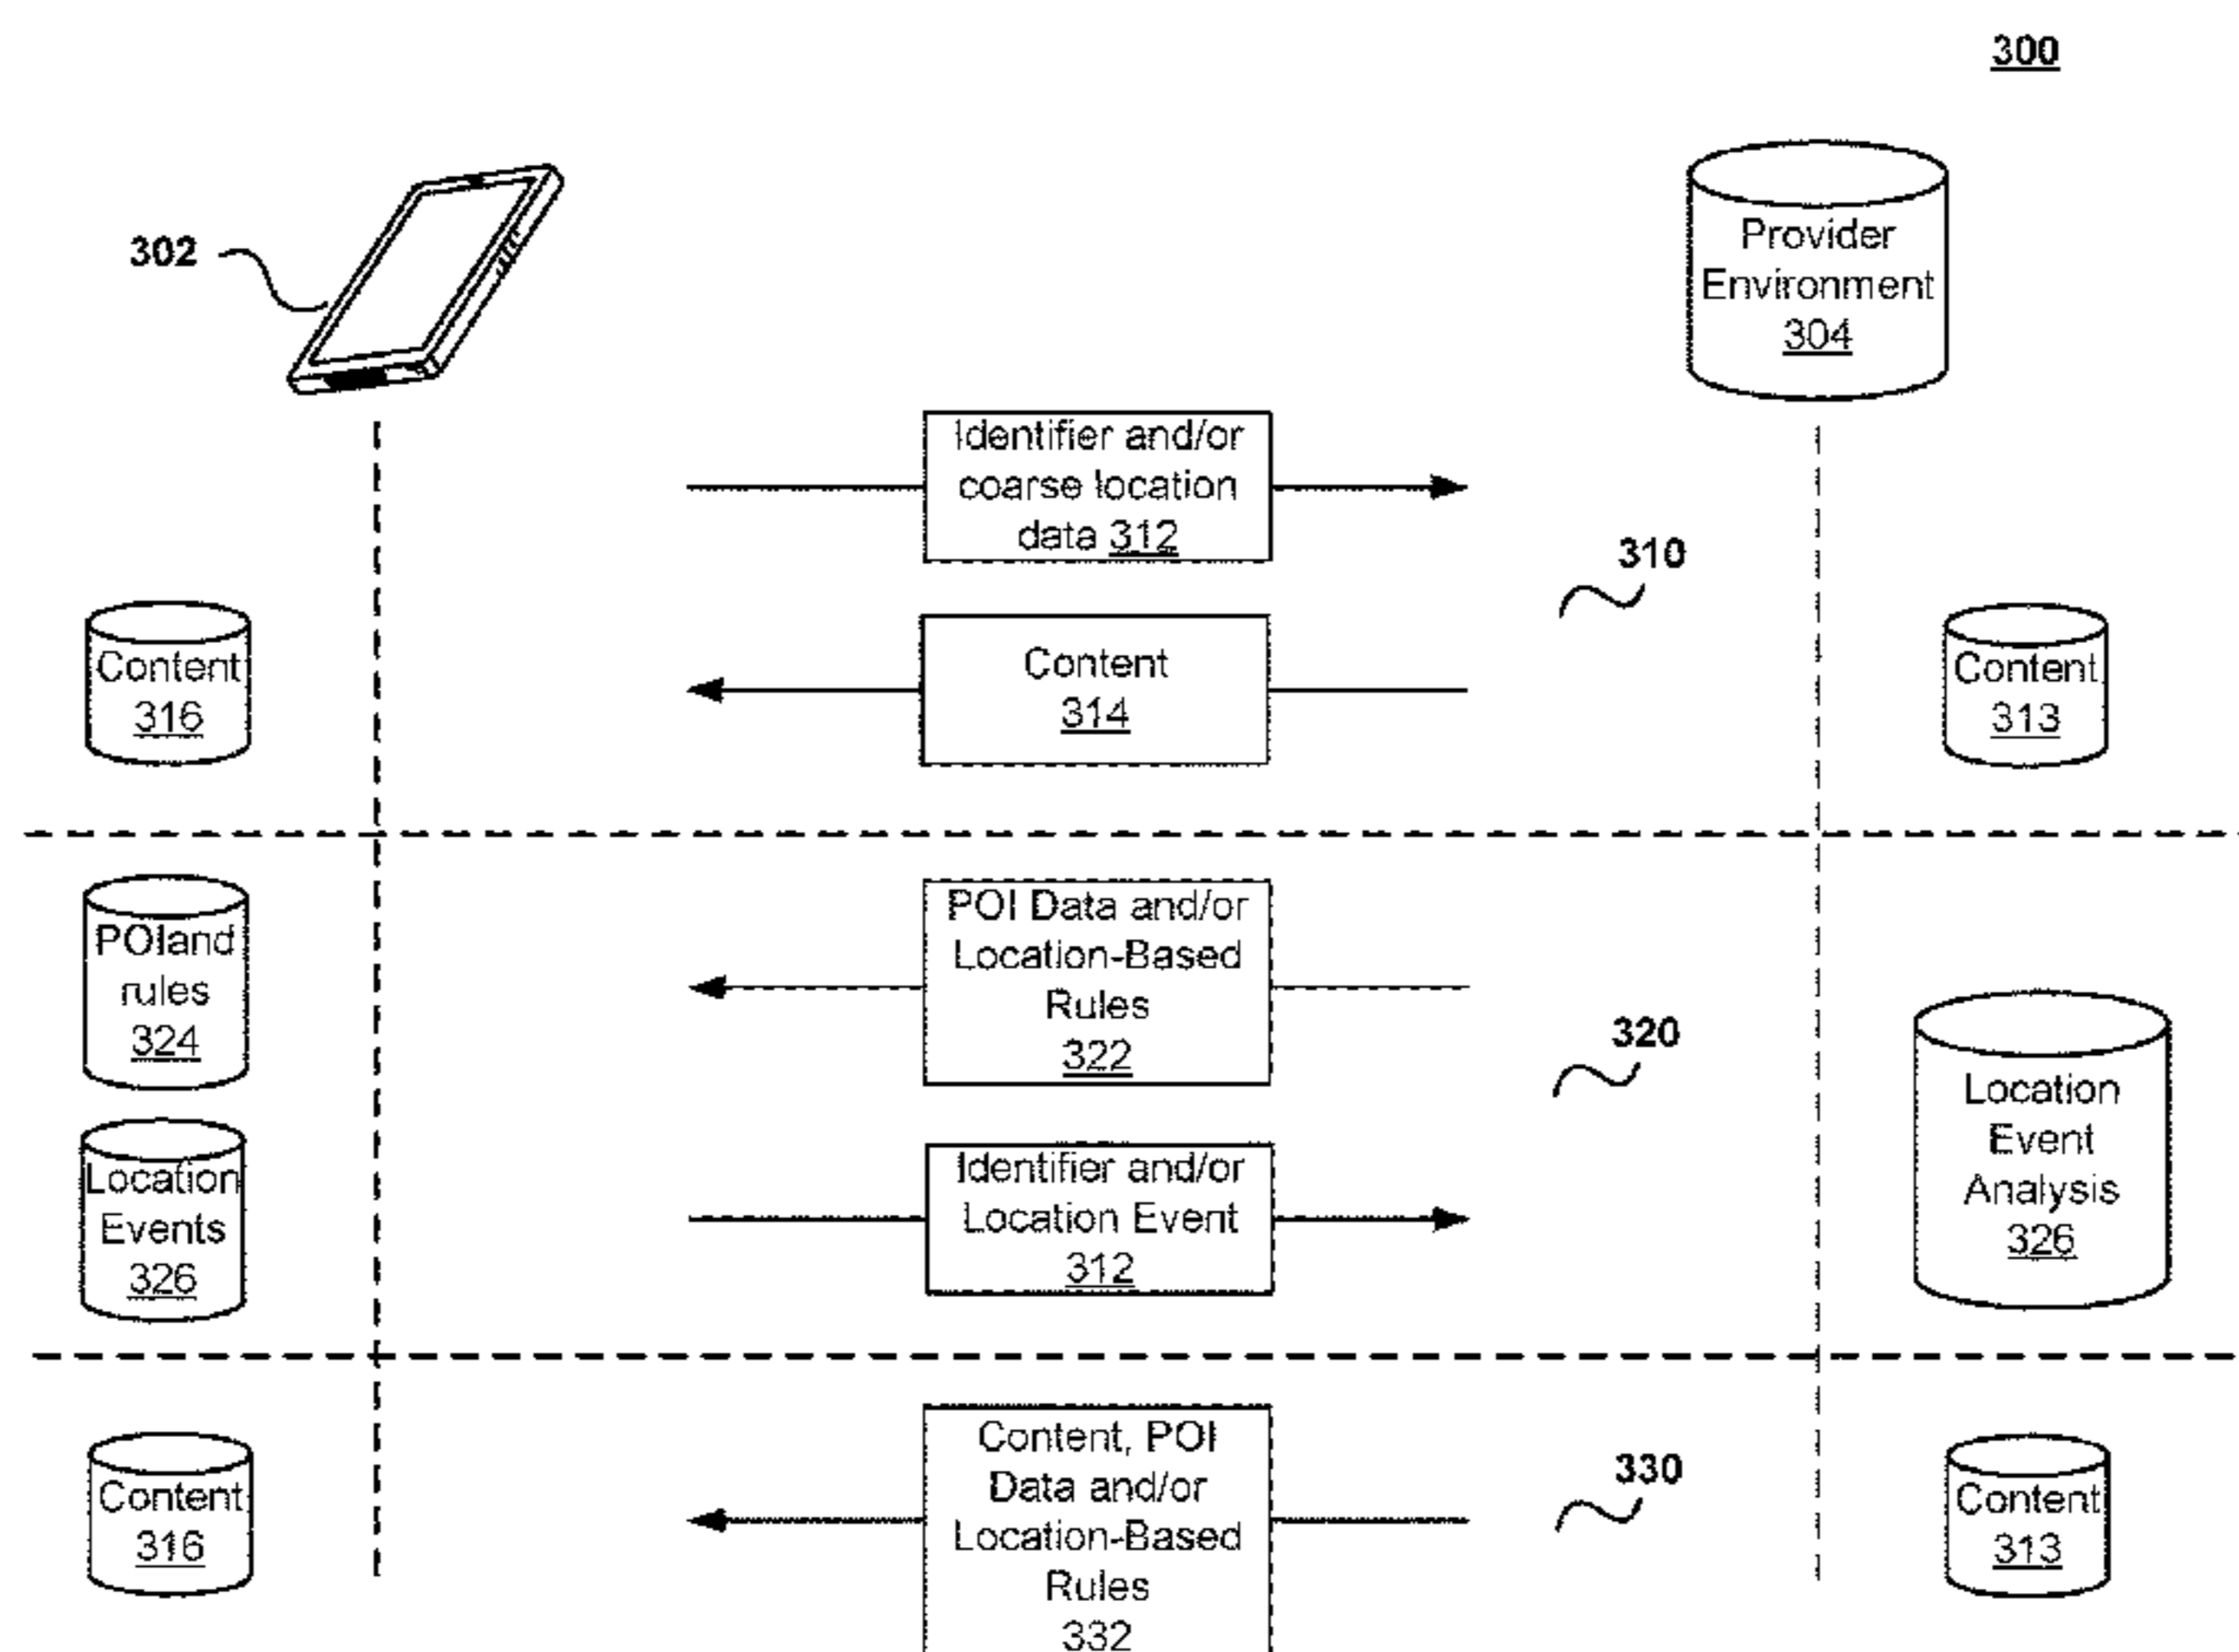 300
302
Provider
Environment
304
Identifier and/or
coarse location
data 312
310
Content
316
Content
314
Content
313
POIand
rules
324
POI Data and/or
Location-Based
Rules
322
320
Location
Events
326
Identifier and/or
Location Event
312
Location
Event
Analysis
326
Content
316
Content, POI
Data and/or
Location-Based
Rules
332
330
Content
313